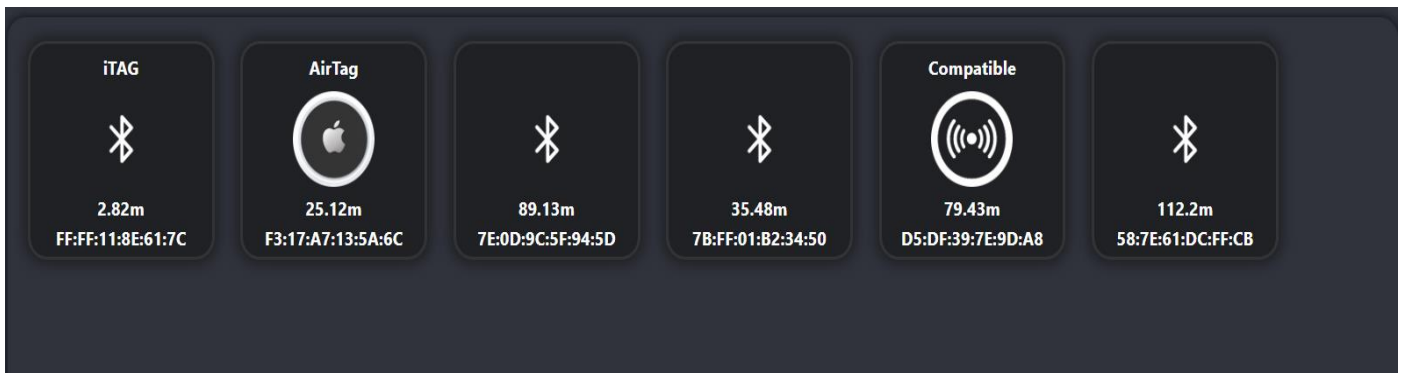 iTAG
2.82m
FF:FF:11:8E:61:7C
AirTag
25.12m
F3:17:A7:13:5A:6C
89.13m
7E:0D:9C:5F:94:5D
35.48m
7B:FF:01:B2:34:50
Compatible
79.43m
D5:DF:39:7E:9D:A8
112.2m
58:7E:61:DC:FF:CB